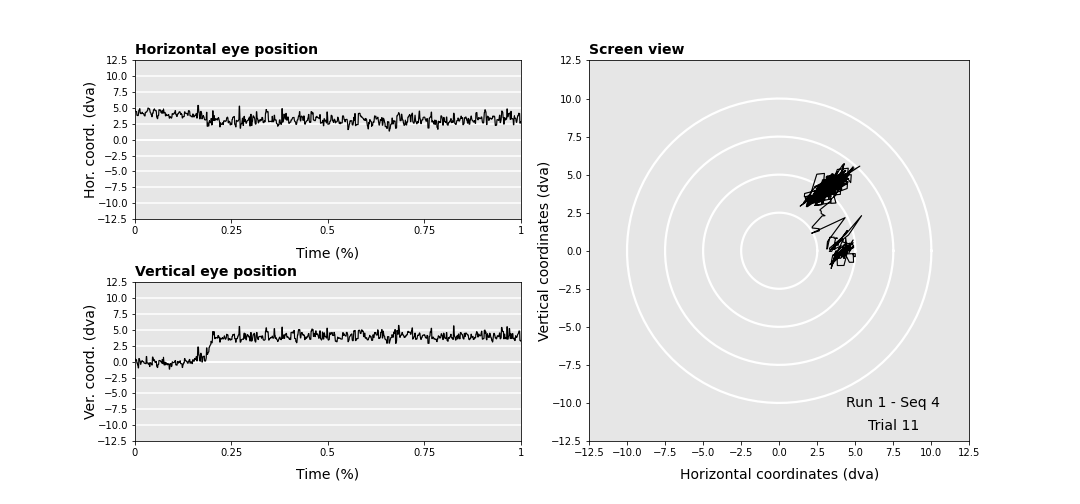 Horizontal eye position
12.5
10.0
7.5
5.0
2.5
0.0
−2.5
−5.0
−7.5
−10.0
−12.5
Hor. coord. (dva)
0 0.25 0.5 0.75 1
Time (%)
Vertical eye position
12.5
10.0
7.5
5.0
2.5
0.0
−2.5
−5.0
−7.5
−10.0
−12.5
Ver. coord. (dva)
0 0.25 0.5 0.75 1
Time (%)
Screen view
12.5
10.0
7.5
5.0
2.5
0.0
−2.5
−5.0
−7.5
−10.0
−12.5
Vertical coordinates (dva)
Run 1 - Seq 4
Trial 11
−12.5 −10.0 −7.5 −5.0 −2.5 0.0 2.5 5.0 7.5 10.0 12.5
Horizontal coordinates (dva)